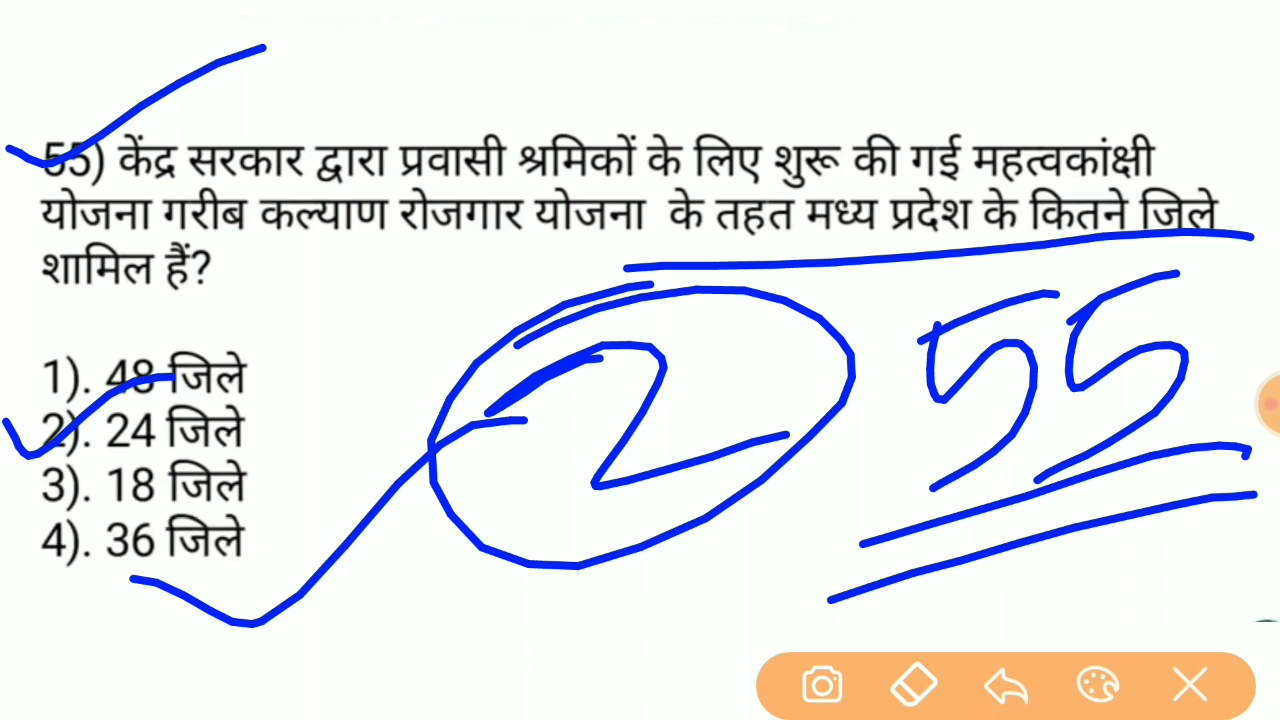 55) केंद्र सरकार द्वारा प्रवासी श्रमिकों के लिए शुरू की गई महत्वकांक्षी
योजना गरीब कल्याण रोजगार योजना के तहत मध्य प्रदेश के कितने जिले
शामिल हैं?
1). 48 जिले
2). 24 जिले
3). 18 जिले
4). 36 जिले
2
55